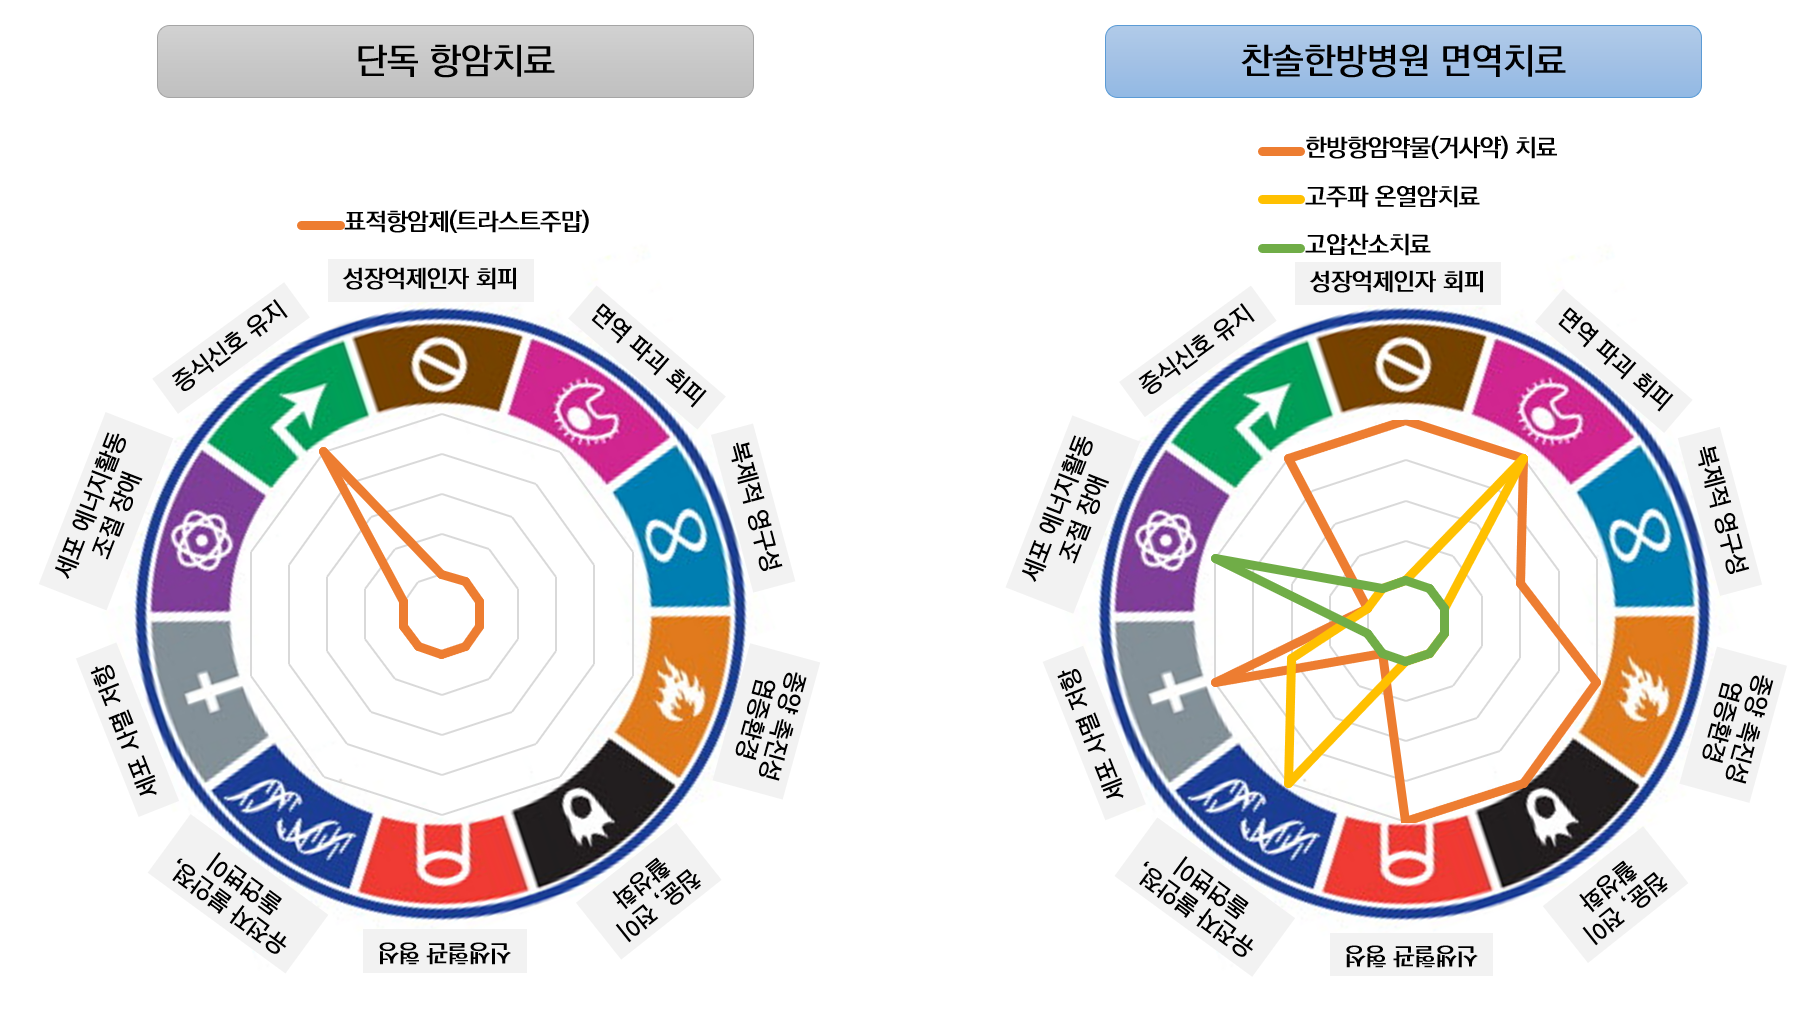 단독 항암치료
표적항암제(트라스트주맙)
성장억제인자 회피
면역 파괴 회피
복제적 영구성
종양 촉진성
염증환경
침윤, 전이
활성화
신생혈관 형성
유전자 불안정,
돌연변이
세포 사멸 저항
세포 에너지활동
조절 장애
증식신호 유지
찬솔한방병원 면역치료
한방항암약물(거사약) 치료
고주파 온열암치료
고압산소치료
성장억제인자 회피
면역 파괴 회피
복제적 영구성
종양 촉진성
염증환경
침윤, 전이
활성화
신생혈관 형성
유전자 불안정,
돌연변이
세포 사멸 저항
세포 에너지활동
조절 장애
증식신호 유지